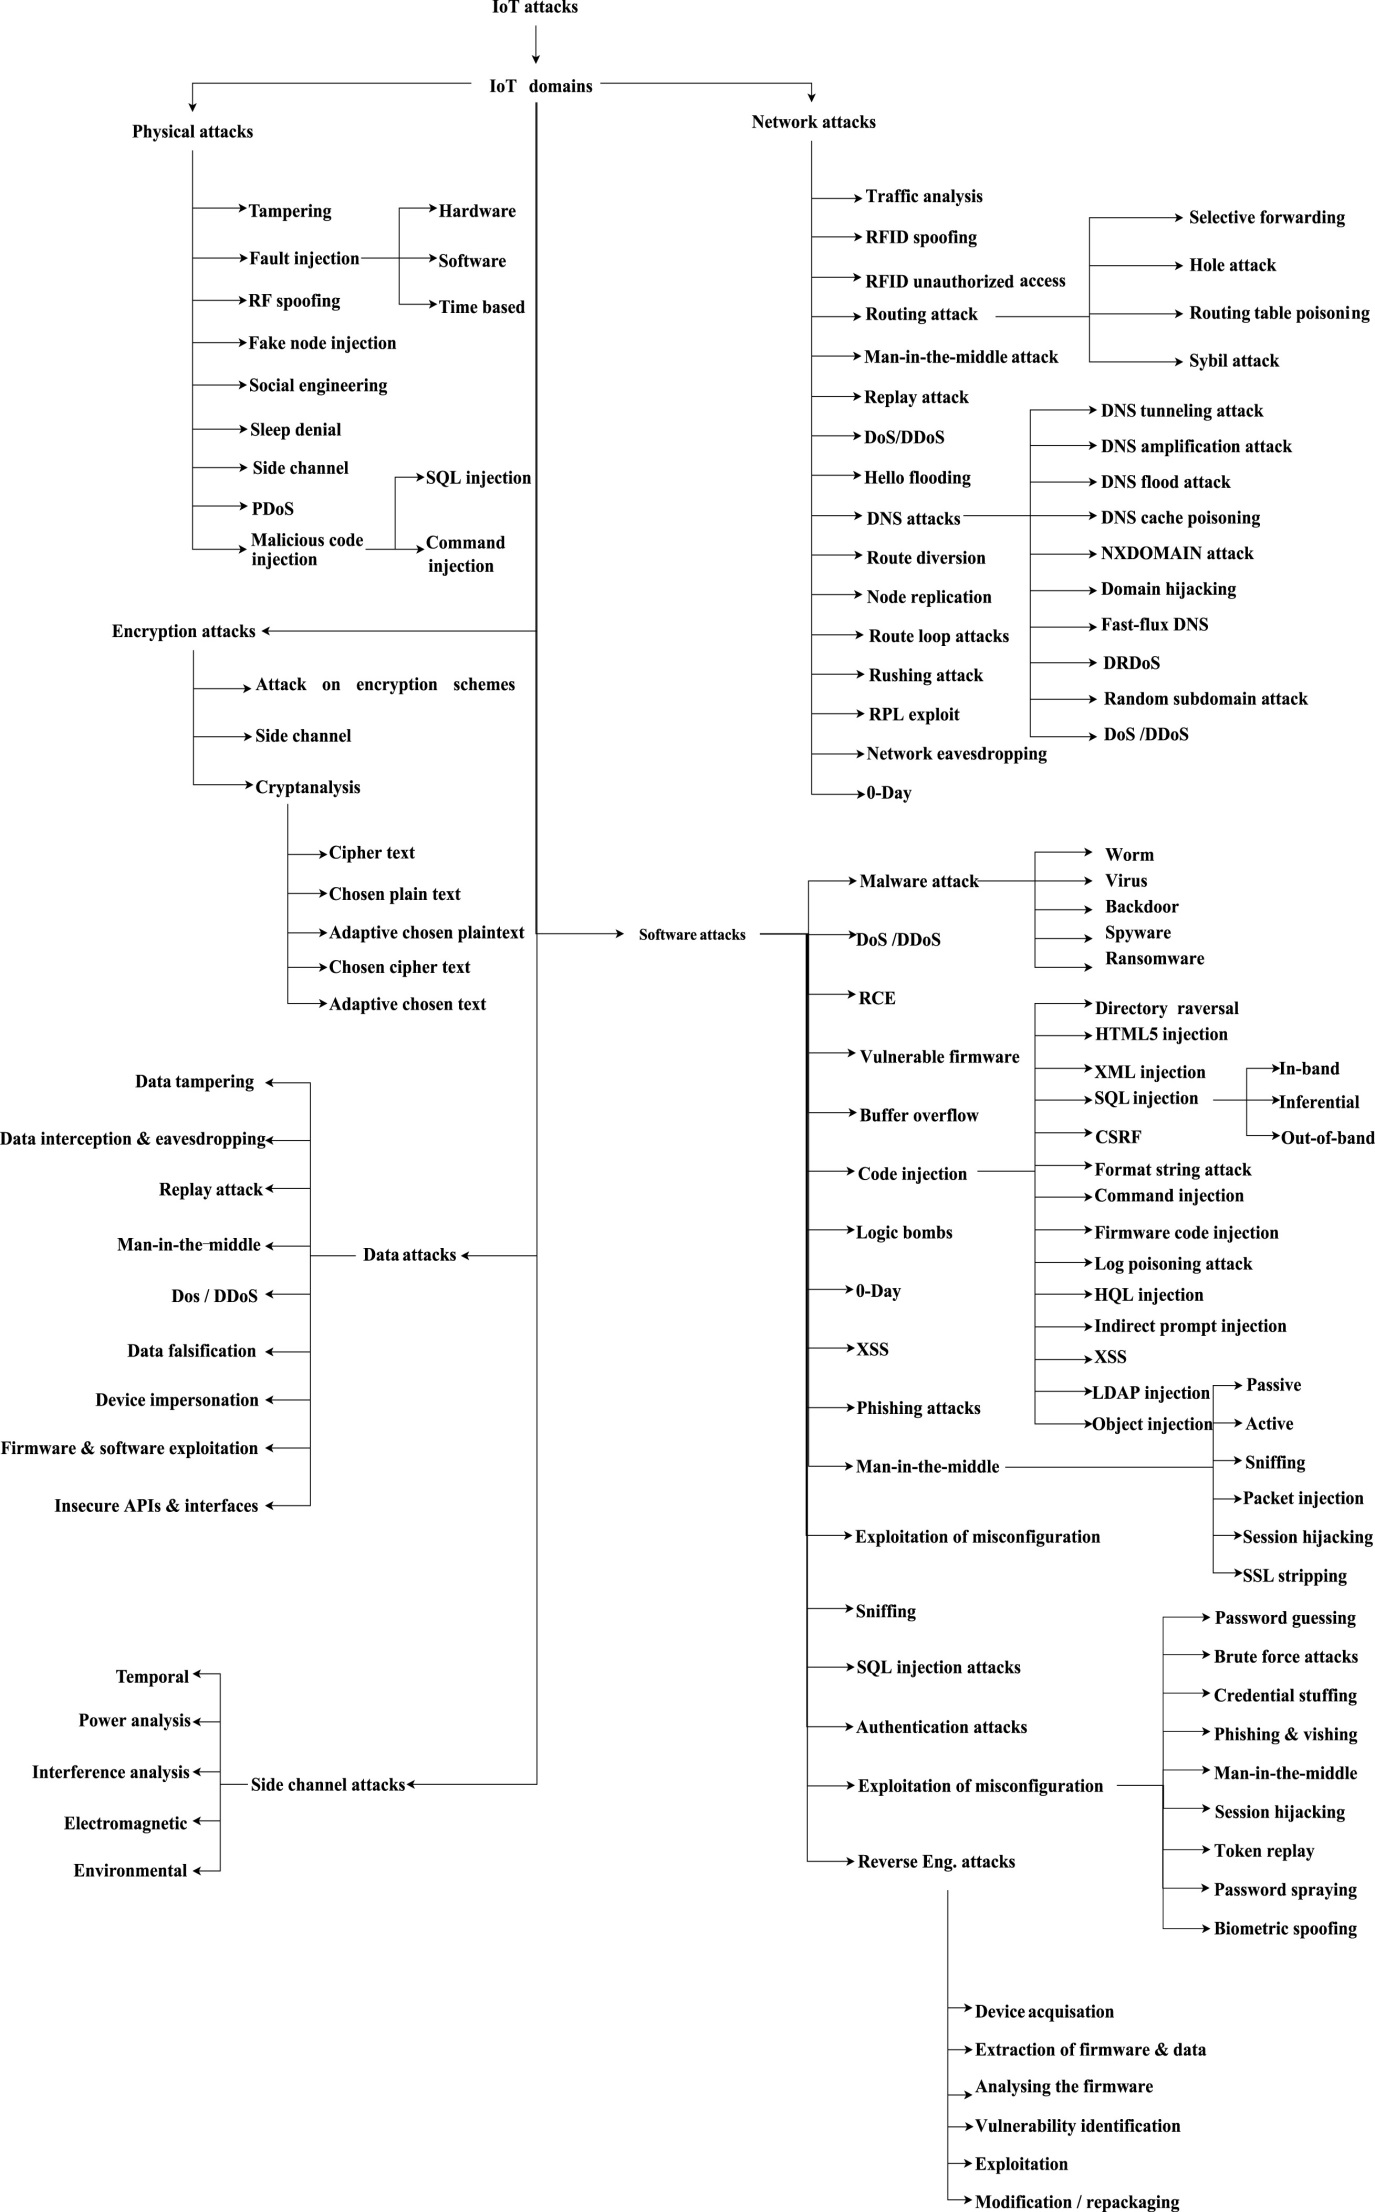 IoT attacks
IoT domains
Physical attacks
Tampering
Fault injection
Hardware
Software
Time based
RF spoofing
Fake node injection
Social engineering
Sleep denial
Side channel
PDoS
Malicious code
injection
SQL injection
Command
injection
Network attacks
Traffic analysis
RFID spoofing
RFID unauthorized access
Routing attack
Selective forwarding
Hole attack
Routing table poisoning
Sybil attack
Man-in-the-middle attack
Replay attack
DoS/DDoS
Hello flooding
DNS attacks
DNS tunneling attack
DNS amplification attack
DNS flood attack
DNS cache poisoning
NXDOMAIN attack
Domain hijacking
Fast-flux DNS
DRDoS
Random subdomain attack
DoS /DDoS
Route diversion
Node replication
Route loop attacks
Rushing attack
RPL exploit
Network eavesdropping
0-Day
Encryption attacks
Attack on encryption schemes
Side channel
Cryptanalysis
Cipher text
Chosen plain text
Adaptive chosen plaintext
Chosen cipher text
Adaptive chosen text
Software attacks
Malware attack
Worm
Virus
Backdoor
Spyware
Ransomware
DoS /DDoS
RCE
Vulnerable firmware
Buffer overflow
Code injection
Directory raversal
HTML5 injection
XML injection
SQL injection
In-band
Inferential
Out-of-band
CSRF
Format string attack
Command injection
Firmware code injection
Log poisoning attack
HQL injection
Indirect prompt injection
XSS
LDAP injection
Object injection
Logic bombs
0-Day
XSS
Phishing attacks
Man-in-the-middle
Passive
Active
Sniffing
Packet injection
Session hijacking
SSL stripping
Exploitation of misconfiguration
Sniffing
SQL injection attacks
Authentication attacks
Exploitation of misconfiguration
Password guessing
Brute force attacks
Credential stuffing
Phishing & vishing
Man-in-the-middle
Session hijacking
Token replay
Password spraying
Biometric spoofing
Reverse Eng. attacks
Device acquisation
Extraction of firmware & data
Analysing the firmware
Vulnerability identification
Exploitation
Modification / repackaging
Data attacks
Data tampering
Data interception & eavesdropping
Replay attack
Man-in-the-middle
Dos / DDoS
Data falsification
Device impersonation
Firmware & software exploitation
Insecure APIs & interfaces
Side channel attacks
Temporal
Power analysis
Interference analysis
Electromagnetic
Environmental